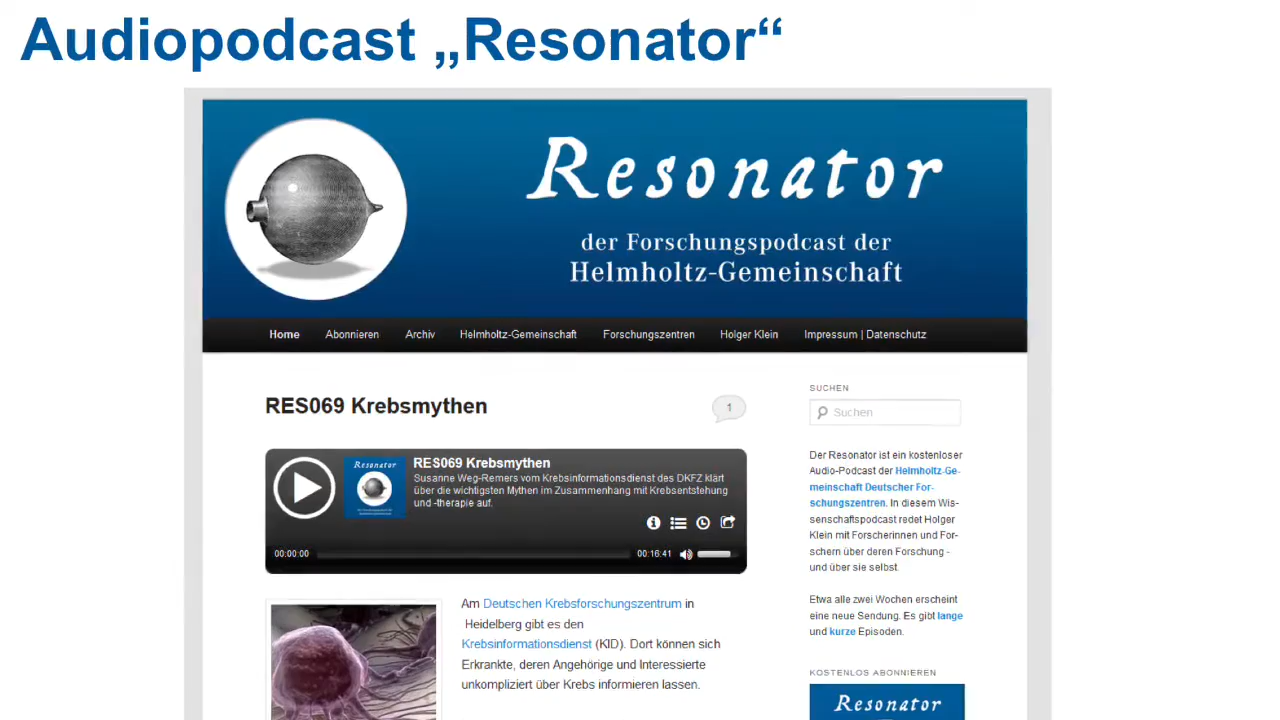 Audiopodcast „Resonator“
Resonator
der Forschungspodcast der
Helmholtz-Gemeinschaft
Home Abonnieren Archiv Helmholtz-Gemeinschaft Forschungszentren Holger Klein Impressum | Datenschutz
RES069 Krebsmythen
1
Resonator
RES069 Krebsmythen
Susanne Weg-Remers vom Krebsinformationsdienst des DKFZ klärt
über die wichtigsten Mythen im Zusammenhang mit Krebsentstehung
und -therapie auf.
00:00:00
00:16:41
Am Deutschen Krebsforschungszentrum in
Heidelberg gibt es den
Krebsinformationsdienst (KID). Dort können sich
Erkrankte, deren Angehörige und Interessierte
unkompliziert über Krebs informieren lassen.
SUCHEN
Suchen
Der Resonator ist ein kostenloser
Audio-Podcast der Helmholtz-Ge-
meinschaft Deutscher For-
schungszentren. In diesem Wis-
senschaftspodcast redet Holger
Klein mit Forscherinnen und For-
schern über deren Forschung -
und über sie selbst.
Etwa alle zwei Wochen erscheint
eine neue Sendung. Es gibt lange
und kurze Episoden.
KOSTENLOS ABONNIEREN
Resonator